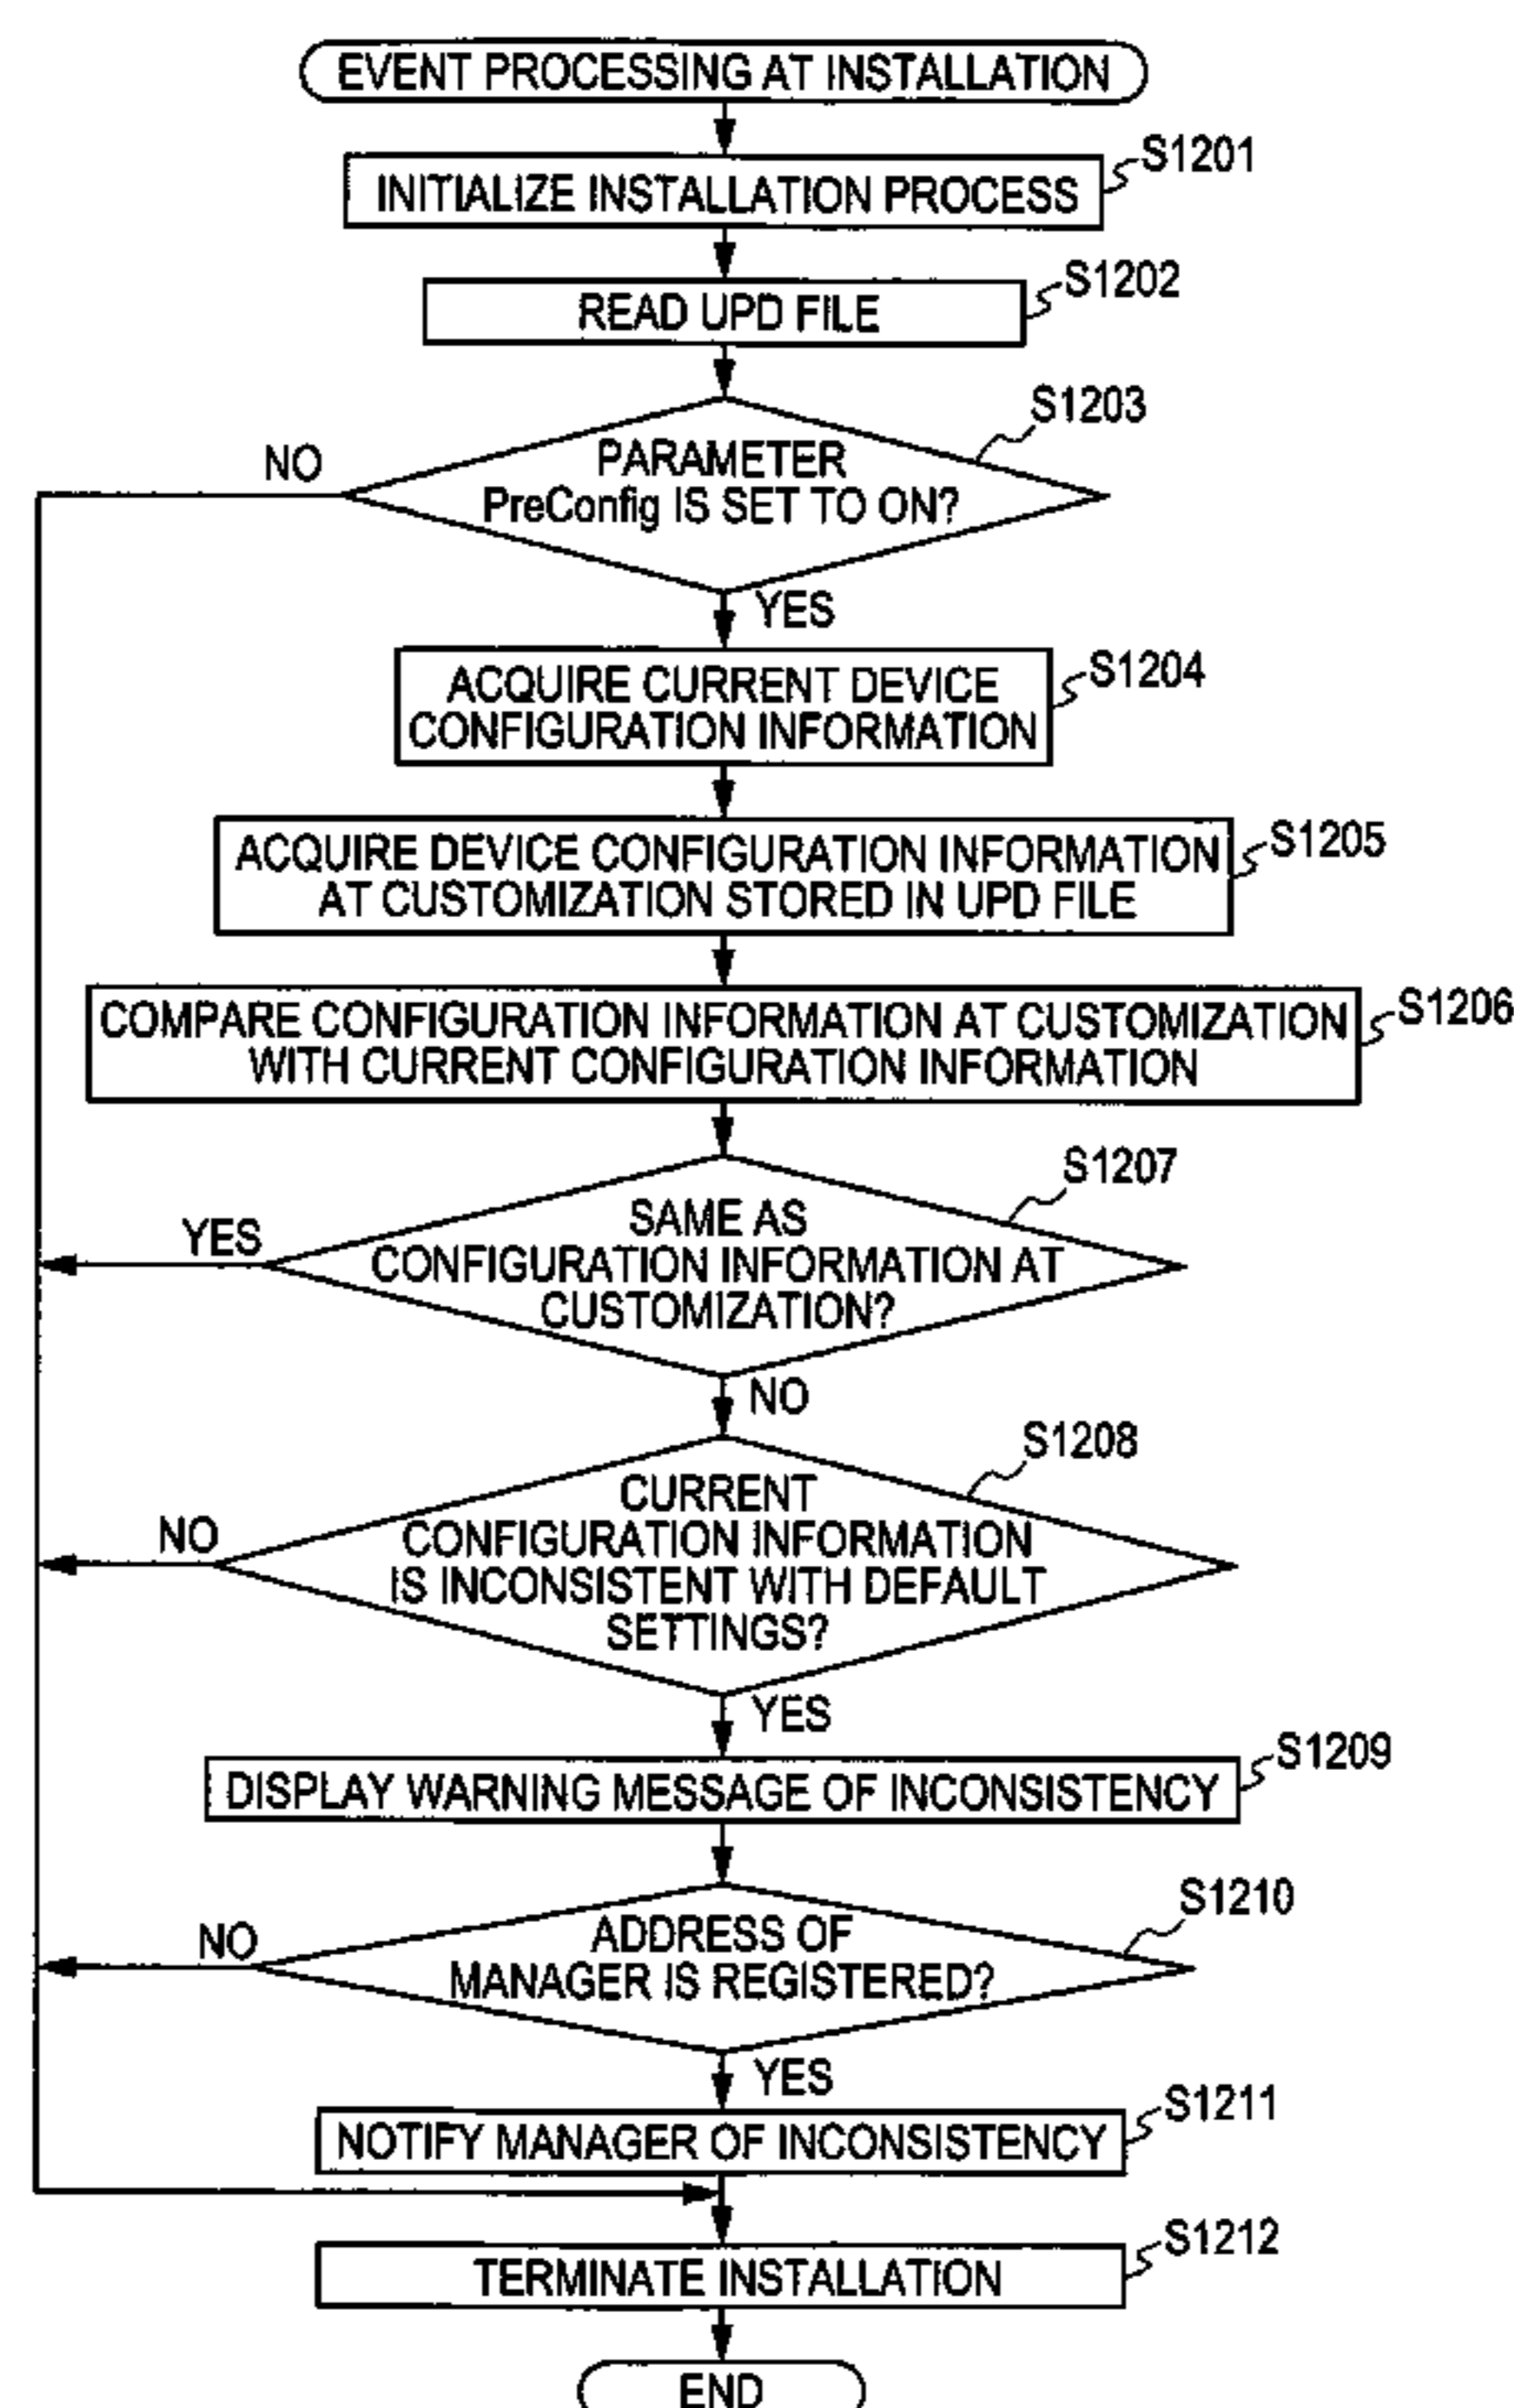 EVENT PROCESSING AT INSTALLATION
S1201
INITIALIZE INSTALLATION PROCESS
S1202
READ UPD FILE
S1203
NO
PARAMETER
PreConfig IS SET TO ON?
YES
S1204
ACQUIRE CURRENT DEVICE
CONFIGURATION INFORMATION
S1205
ACQUIRE DEVICE CONFIGURATION INFORMATION
AT CUSTOMIZATION STORED IN UPD FILE
S1206
COMPARE CONFIGURATION INFORMATION AT CUSTOMIZATION
WITH CURRENT CONFIGURATION INFORMATION
S1207
YES
SAME AS
CONFIGURATION INFORMATION AT
CUSTOMIZATION?
NO
S1208
NO
CURRENT
CONFIGURATION INFORMATION
IS INCONSISTENT WITH DEFAULT
SETTINGS?
YES
S1209
DISPLAY WARNING MESSAGE OF INCONSISTENCY
S1210
NO
ADDRESS OF
MANAGER IS REGISTERED?
YES
S1211
NOTIFY MANAGER OF INCONSISTENCY
S1212
TERMINATE INSTALLATION
END